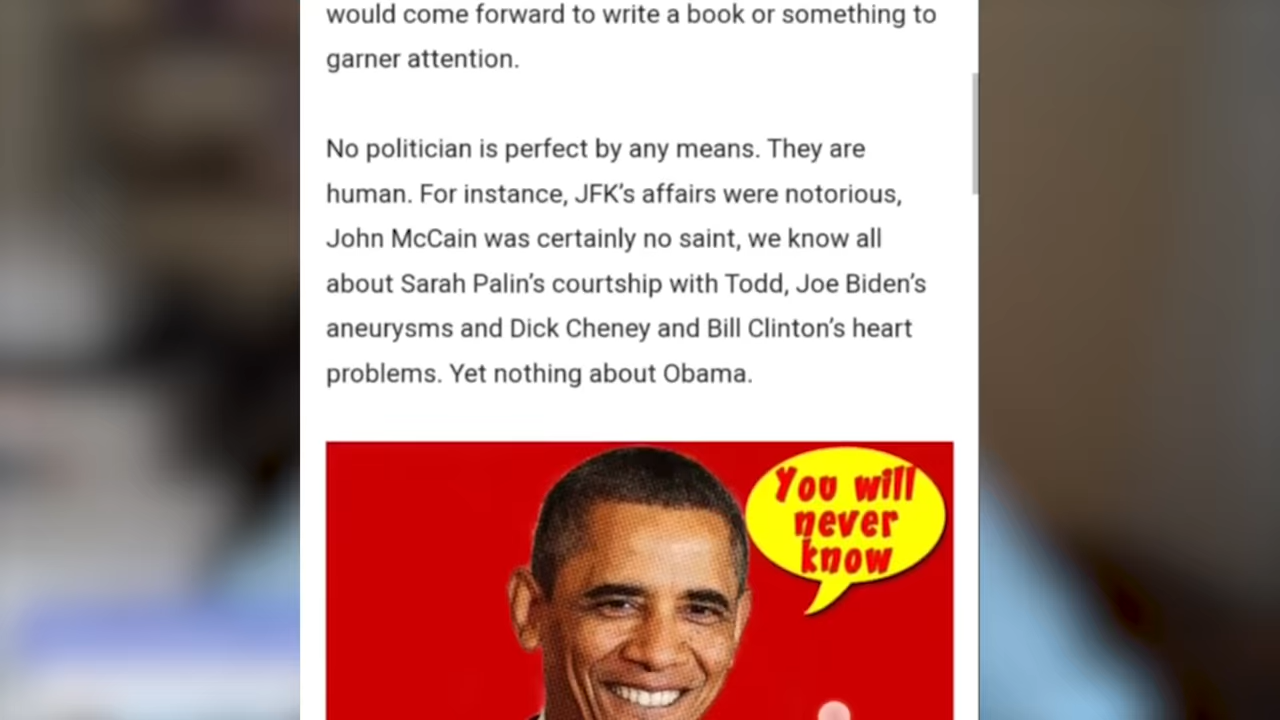 would come forward to write a book or something to
garner attention.
No politician is perfect by any means. They are
human. For instance, JFK’s affairs were notorious,
John McCain was certainly no saint, we know all
about Sarah Palin’s courtship with Todd, Joe Biden’s
aneurysms and Dick Cheney and Bill Clinton’s heart
problems. Yet nothing about Obama.
You will
never
know